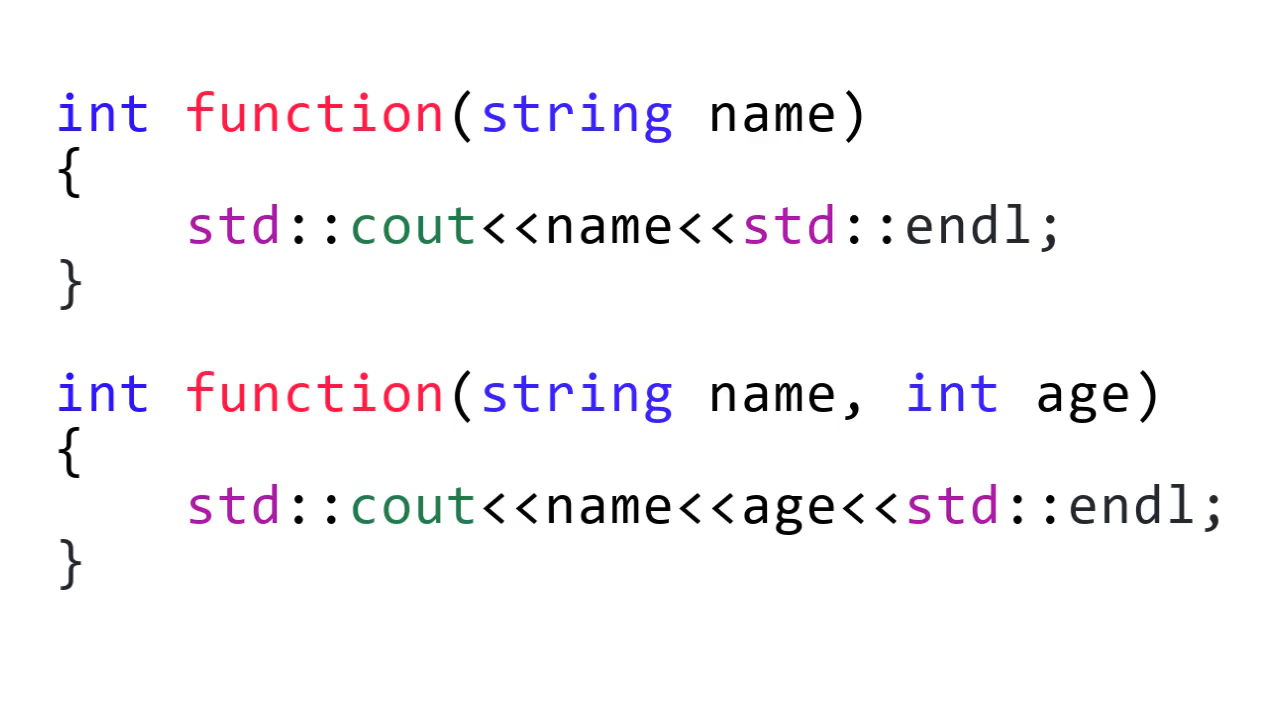 int function(string name)
{
    std::cout<<name<<std::endl;
}
int function(string name, int age)
{
    std::cout<<name<<age<<std::endl;
}